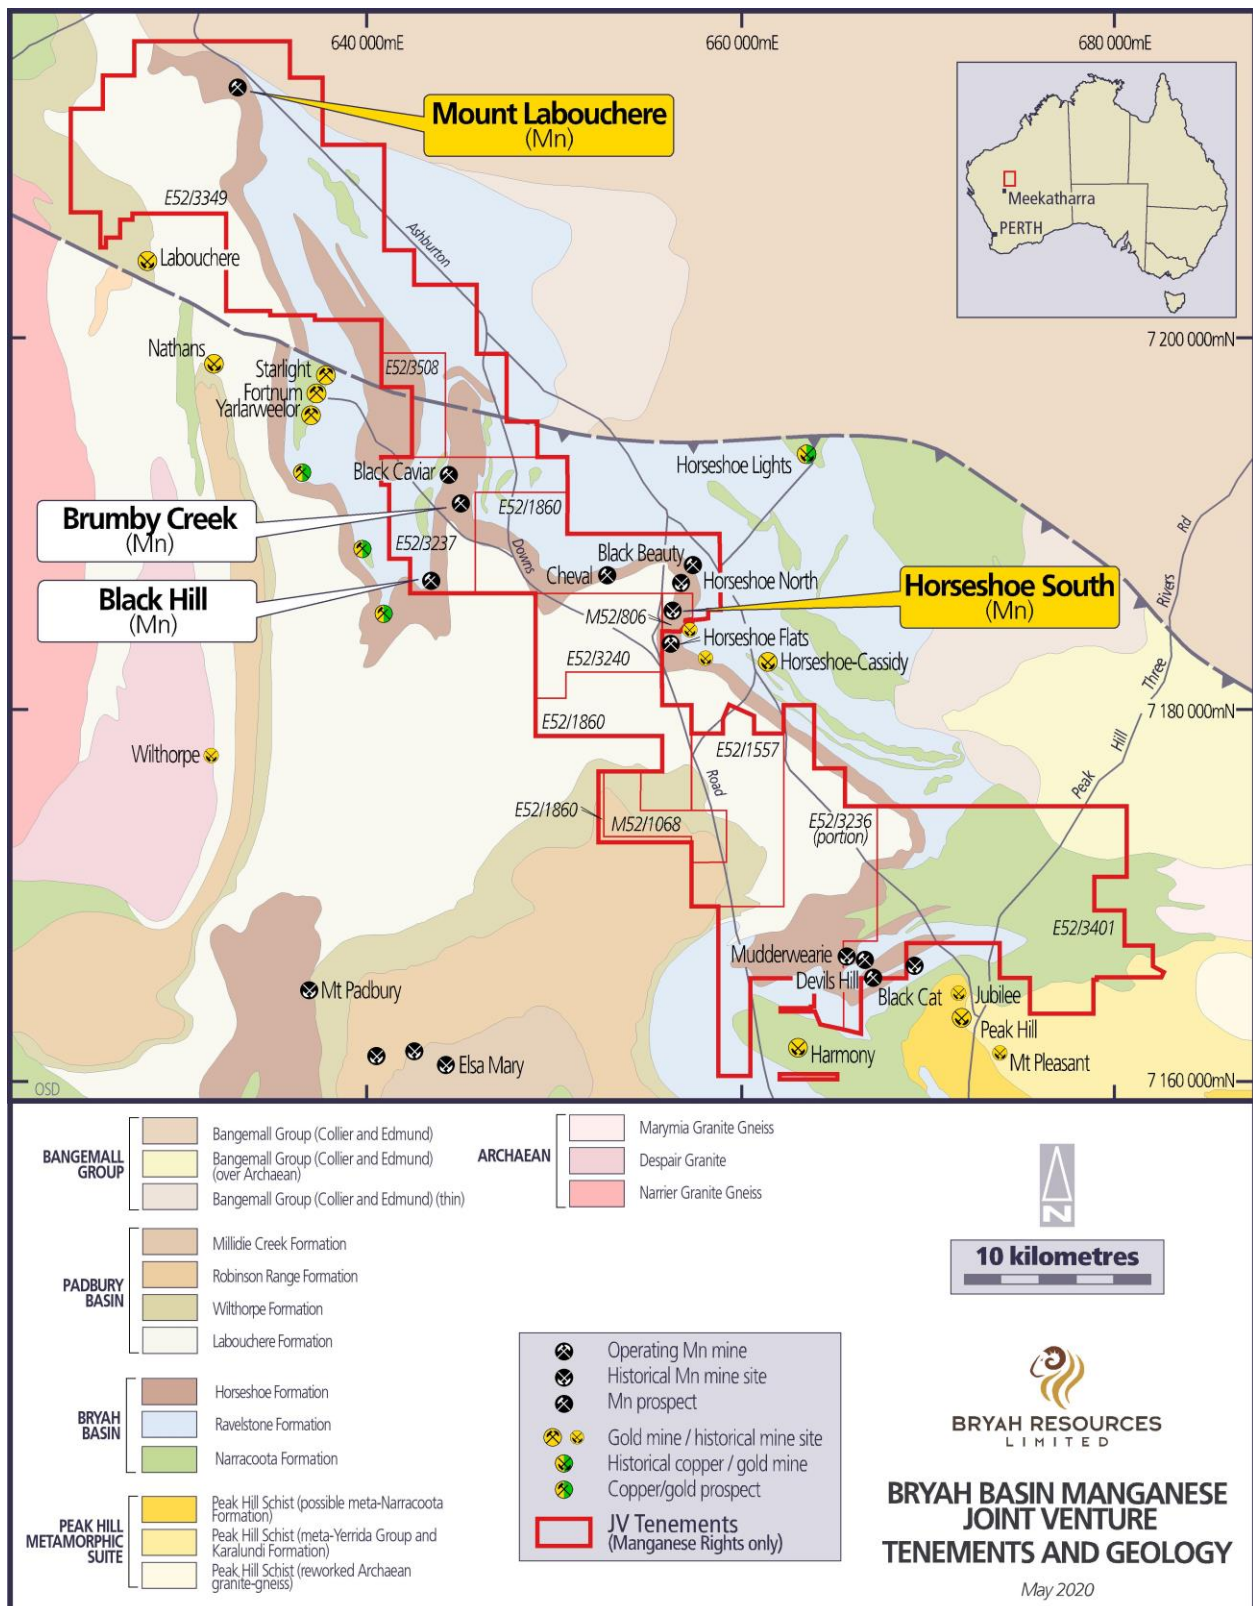 640 000mE
660 000mE
680 000mE
Mount Labouchere
(Mn)
Meekatharra
PERTH
E52/3349
Ashburton
Labouchere
7 200 000mN
Nathans
Starlight
Fortnum
Yarlarweelor
E52/3508
Black Caviar
Horseshoe Lights
Brumby Creek
(Mn)
E52/1860
E52/3237
Downs
Rd
Black Beauty
Cheval
Horseshoe North
Black Hill
(Mn)
Horseshoe South
(Mn)
Rivers
M52/806
Horseshoe Flats
E52/3240
Horseshoe-Cassidy
Three
E52/1860
7 180 000mN
Wilthorpe
E52/1557
Hill
Road
Peak
E52/1860
M52/1068
E52/3236
(portion)
E52/3401
Mudderwearie
Devils Hill
Black Cat
Mt Padbury
Jubilee
Peak Hill
Harmony
Mt Pleasant
Elsa Mary
OSD
7 160 000mN
BANGEMALL
GROUP
Bangemall Group (Collier and Edmund)
Bangemall Group (Collier and Edmund)
(over Archaean)
Bangemall Group (Collier and Edmund) (thin)
ARCHAEAN
Marymia Granite Gneiss
Despair Granite
Narrier Granite Gneiss
PADBURY
BASIN
Millidie Creek Formation
Robinson Range Formation
Wilthorpe Formation
Labouchere Formation
BRYAH
BASIN
Horseshoe Formation
Ravelstone Formation
Narracoota Formation
PEAK HILL
METAMORPHIC
SUITE
Peak Hill Schist (possible meta-Narracoota
Formation)
Peak Hill Schist (meta-Yerrida Group and
Karalundi Formation)
Peak Hill Schist (reworked Archaean
granite-gneiss)
Operating Mn mine
Historical Mn mine site
Mn prospect
Gold mine / historical mine site
Historical copper / gold mine
Copper/gold prospect
JV Tenements
(Manganese Rights only)
N
10 kilometres
BRYAH RESOURCES
LIMITED
BRYAH BASIN MANGANESE
JOINT VENTURE
TENEMENTS AND GEOLOGY
May 2020